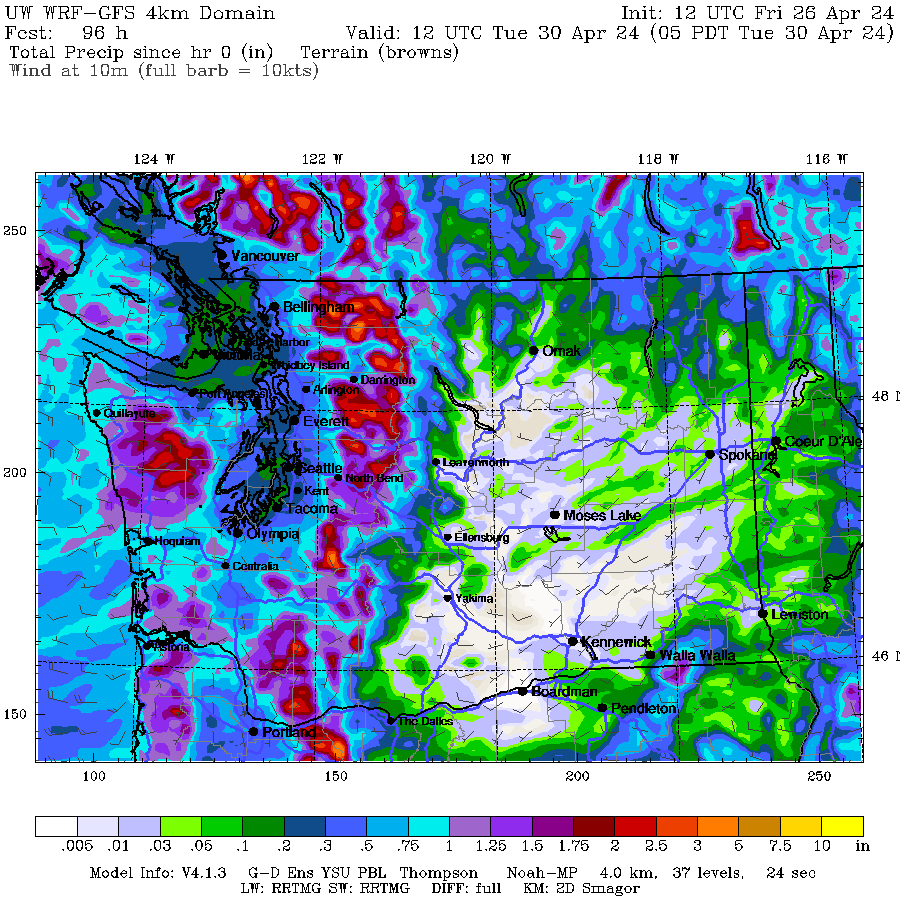 UW WRF-GFS 4km Domain Init: 12 UTC Fri 26 Apr 24
Fcst: 96 h Valid: 12 UTC Tue 30 Apr 24 (05 PDT Tue 30 Apr 24)
Total Precip since hr 0 (in) Terrain (browns)
Wind at 10m (full barb = 10kts)
124 W 122 W 120 W 118 W 116 W
250
Vancouver
Bellingham
Harbor
Omak
Whidbey Island
Darrington
Port Angeles
Arlington
48 N
Quillayute
Everett
Coeur D'Ale
Spokane
Leavenworth
200
Seattle
North Bend
Kent
Tacoma
Moses Lake
Olympia
Ellensburg
Hoquiam
Centralia
Yakima
Lewiston
Astoria
Kennewick
Walla Walla
46 N
Boardman
Pendleton
150
The Dalles
Portland
100 150 200 250
.005 .01 .03 .05 .1 .2 .3 .5 .75 1 1.25 1.5 1.75 2 2.5 3 5 7.5 10 in
Model Info: V4.1.3 G-D Ens YSU PBL Thompson Noah-MP 4.0 km, 37 levels, 24 sec
LW: RRTMG SW: RRTMG DIFF: full KM: 2D Smagor